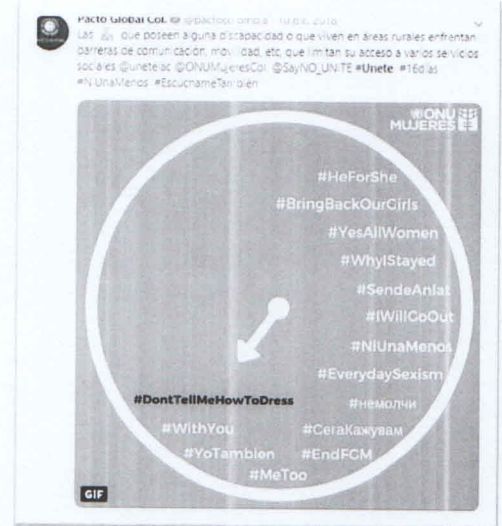 Pacto Global Col.
Las que poseen alguna discapacidad o que viven en áreas rurales enfrentan
barreras de comunicación, movilidad, etc, que limitan su acceso a varios servicios
sociales @ONUMujeresCol @SayNO_UNiTE #Unete #16días
#NiUnaMenos #EscuchameTambién
ONU
MUJERES
#HeForShe
#BringBackOurGirls
#YesAllWomen
#WhyIStayed
#SendeAnlat
#IWillGoOut
#NiUnaMenos
#EverydaySexism
#DontTellMeHowToDress
#немолчи
#WithYou #СегаКажувам
#YoTambien #EndFGM
#MeToo
GIF